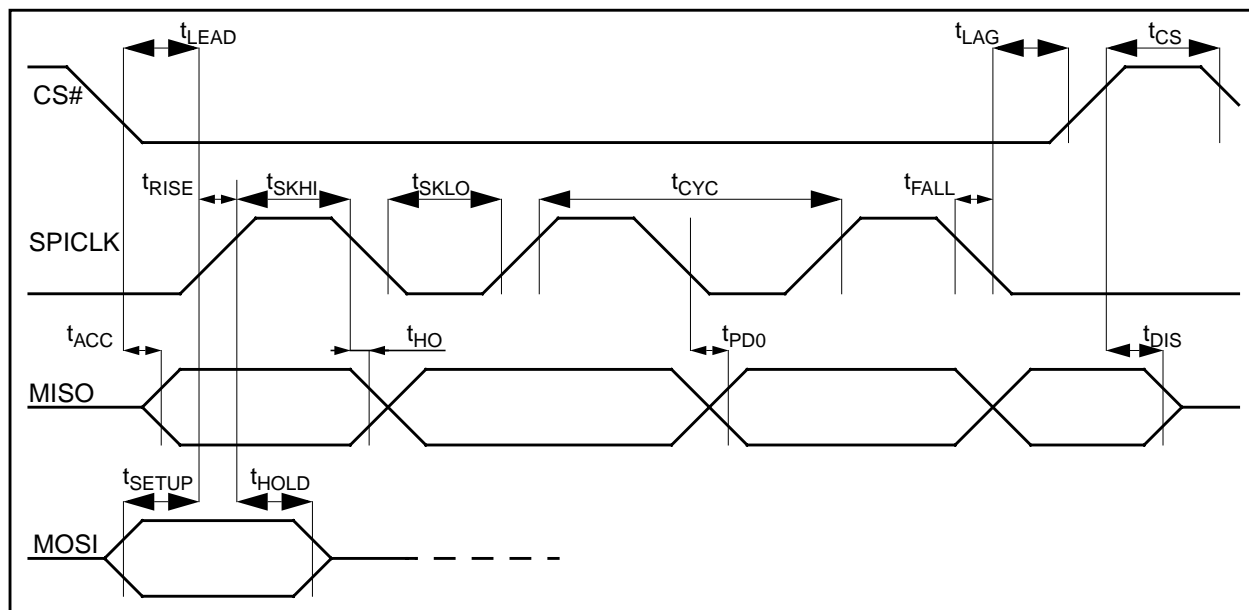 tLEAD tLAG tCS
CS#
tRISE tSKHI tSKLO tCYC tFALL
SPICLK
tACC tHO tPD0 tDIS
MISO
tSETUP tHOLD
MOSI